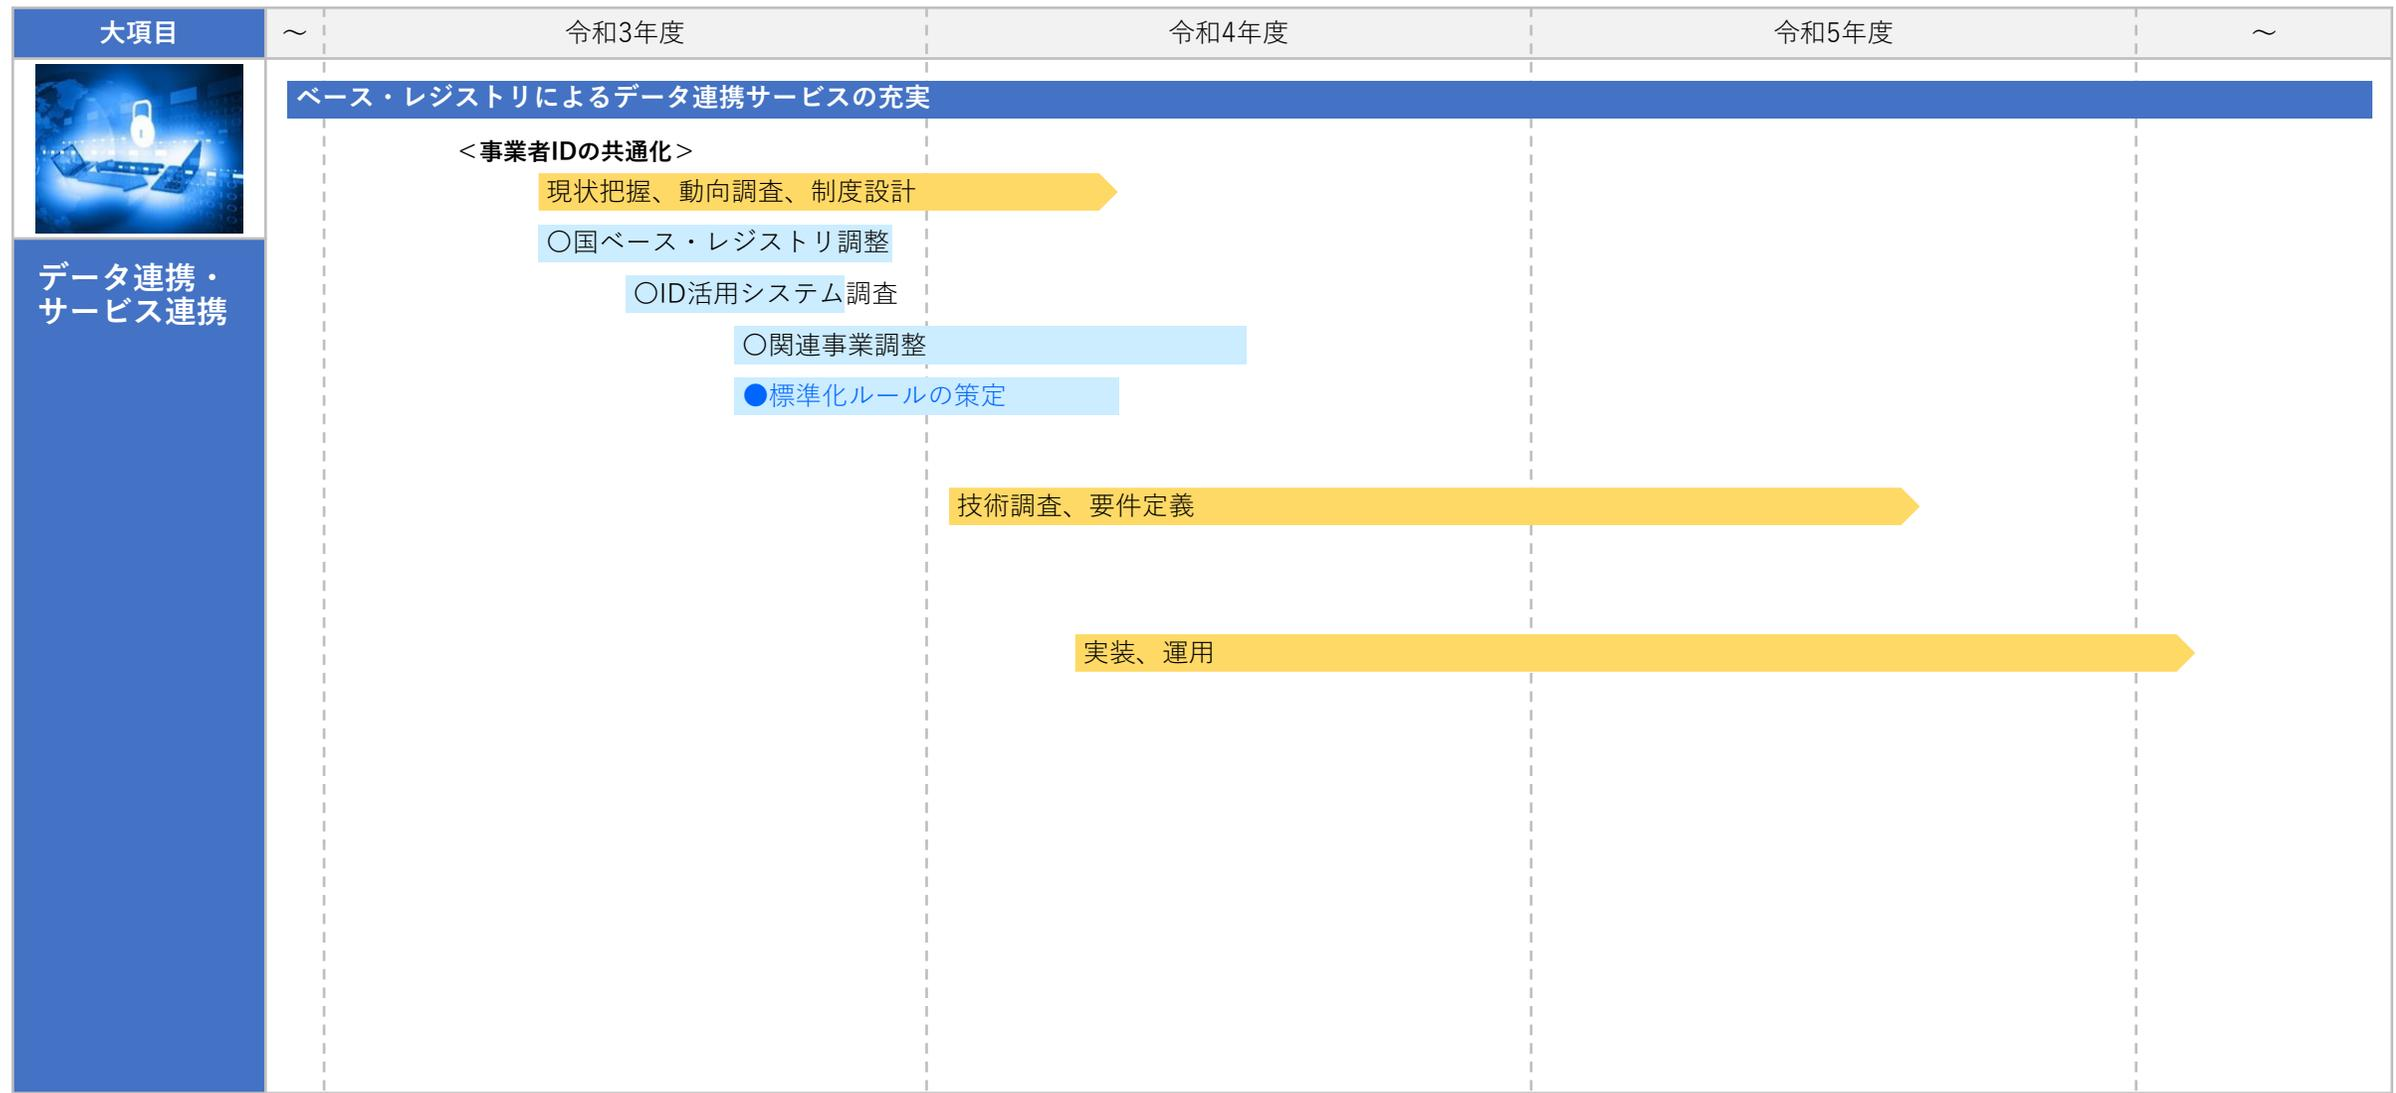 大項目
～
令和3年度
令和4年度
令和5年度
～
ベース・レジストリによるデータ連携サービスの充実
＜事業者IDの共通化＞
現状把握、動向調査、制度設計
〇国ベース・レジストリ調整
データ連携・
サービス連携
〇ID活用システム調査
〇関連事業調整
●標準化ルールの策定
技術調査、要件定義
実装、運用